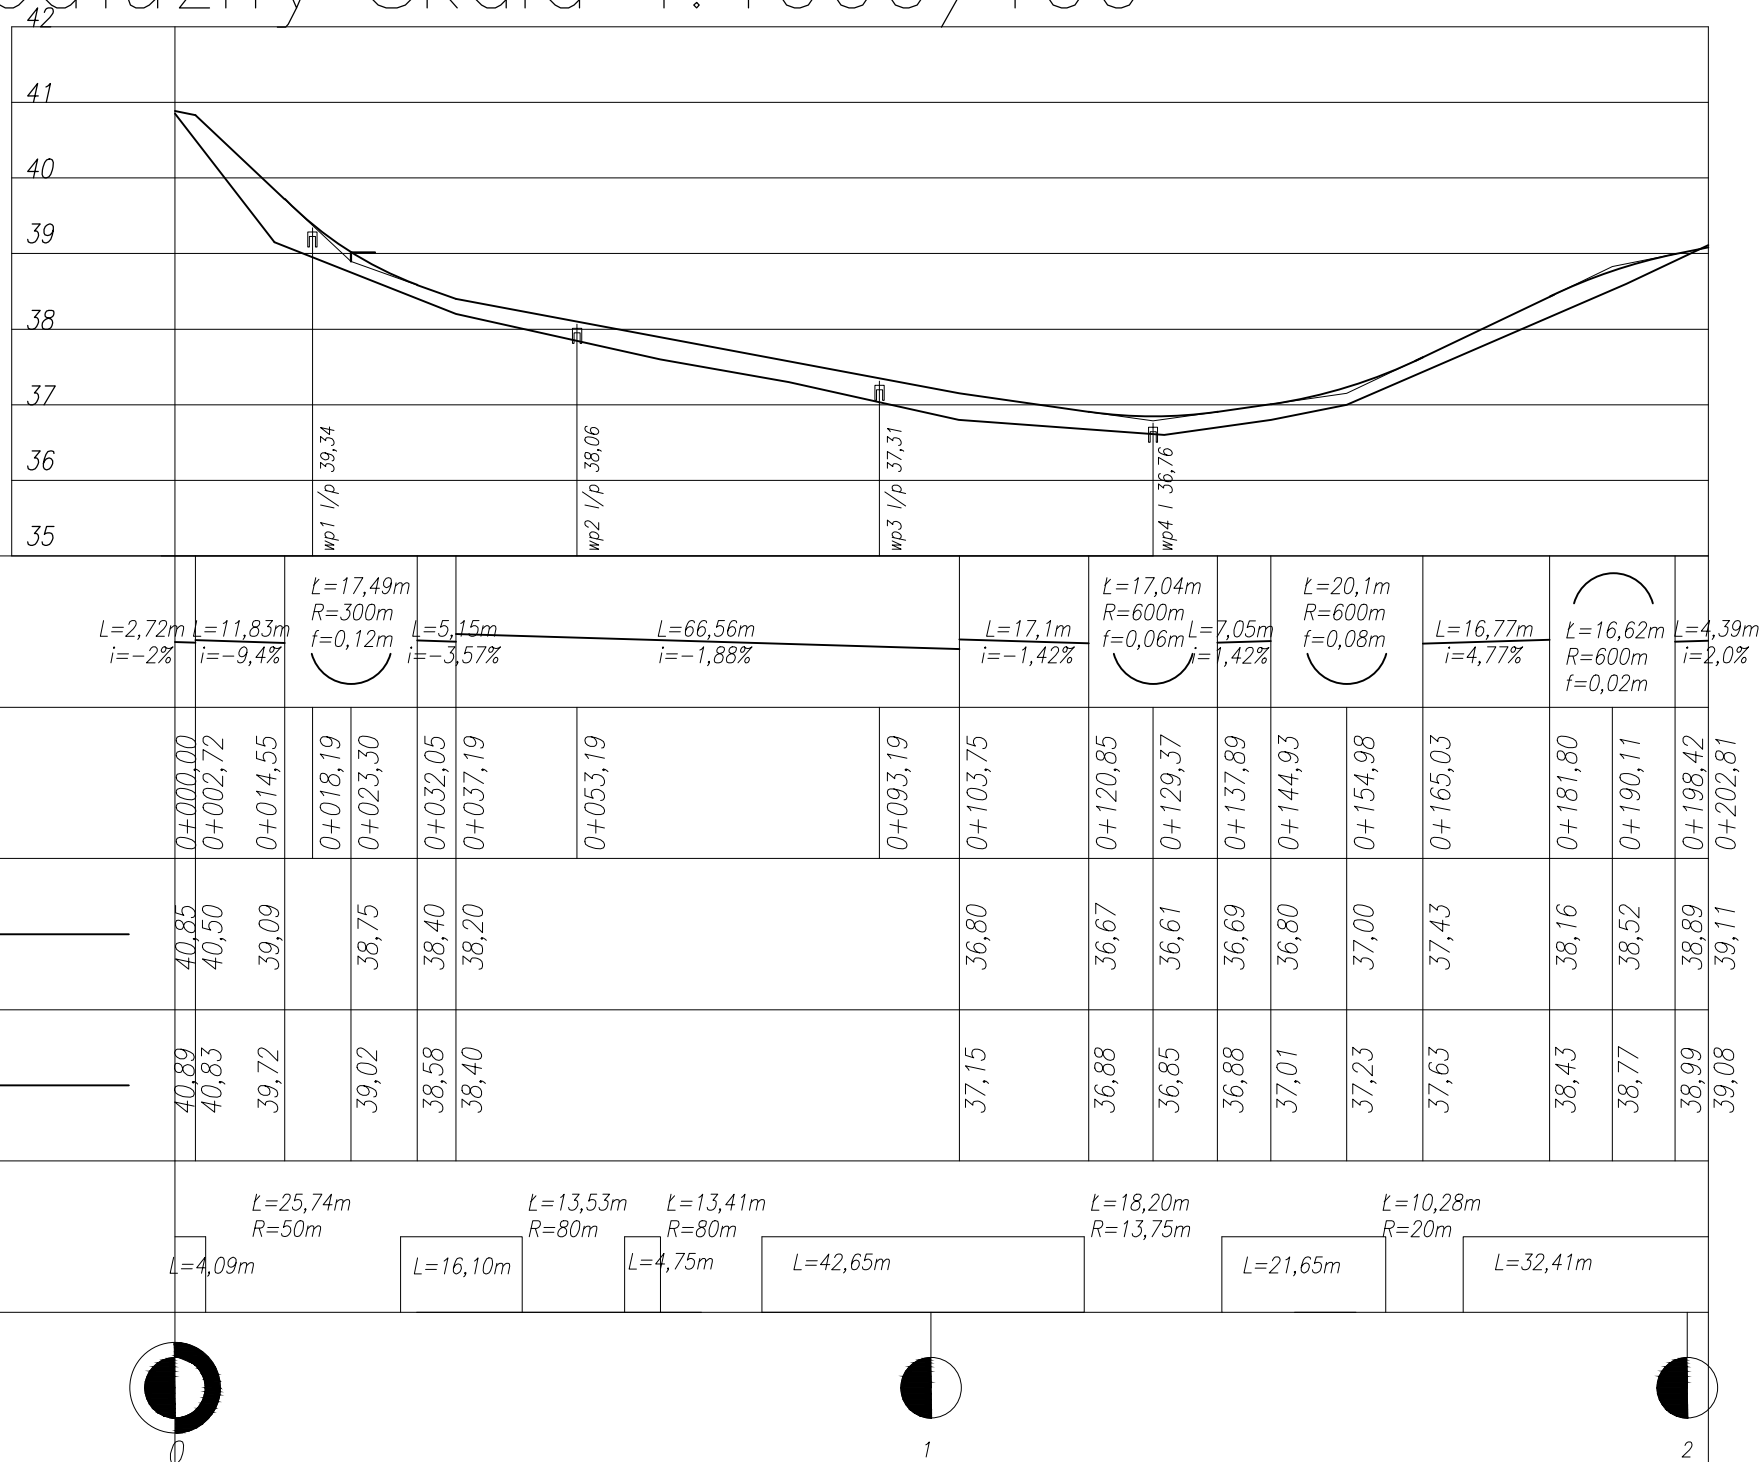 42
41
40
39
38
37
36
35
wp1 l/p 39,34
wp2 l/p 38,06
wp3 l/p 37,31
wp4 l 36,76
L=2,72m
i=-2%
L=11,83m
i=-9,4%
Ł=17,49m
R=300m
f=0,12m
L=5,15m
i=-3,57%
L=66,56m
i=-1,88%
L=17,1m
i=-1,42%
Ł=17,04m
R=600m
f=0,06m
L=7,05m
i=1,42%
Ł=20,1m
R=600m
f=0,08m
L=16,77m
i=4,77%
Ł=16,62m
R=600m
f=0,02m
L=4,39m
i=2,0%
0+000,00
0+002,72
0+014,55
0+018,19
0+023,30
0+032,05
0+037,19
0+053,19
0+093,19
0+103,75
0+120,85
0+129,37
0+137,89
0+144,93
0+154,98
0+165,03
0+181,80
0+190,11
0+198,42
0+202,81
40,85
40,50
39,09
38,75
38,40
38,20
36,80
36,67
36,61
36,69
36,80
37,00
37,43
38,16
38,52
38,89
39,11
40,89
40,83
39,72
39,02
38,58
38,40
37,15
36,88
36,85
36,88
37,01
37,23
37,63
38,43
38,77
38,99
39,08
L=4,09m
Ł=25,74m
R=50m
L=16,10m
Ł=13,53m
R=80m
L=4,75m
Ł=13,41m
R=80m
L=42,65m
Ł=18,20m
R=13,75m
L=21,65m
Ł=10,28m
R=20m
L=32,41m
0
1
2